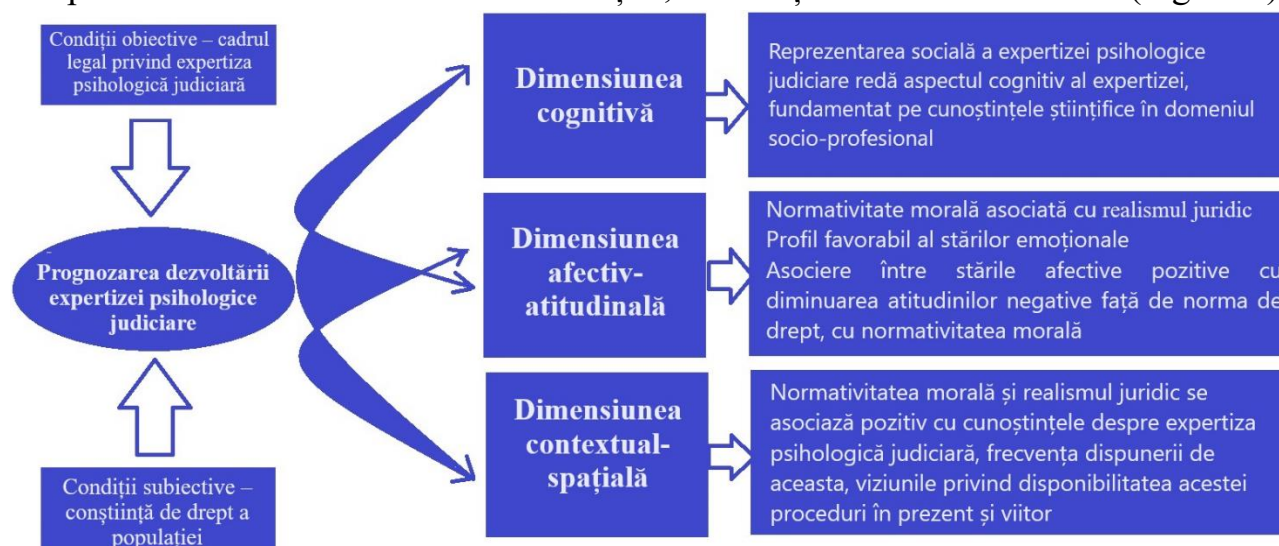 Condiții obiective – cadrul
legal privind expertiza
psihologică judiciară
Prognozarea dezvoltării
expertizei psihologice
judiciare
Condiții subiective –
conștiință de drept a
populației
Dimensiunea
cognitivă
Reprezentarea socială a expertizei psihologice
judiciare redă aspectul cognitiv al expertizei,
fundamentat pe cunoștințele științifice în domeniul
socio-profesional
Dimensiunea
afectiv-
atitudinală
Normativitate morală asociată cu realismul juridic
Profil favorabil al stărilor emoționale
Asociere între stările afective pozitive cu
diminuarea atitudinilor negative față de norma de
drept, cu normativitatea morală
Dimensiunea
contextual-
spațială
Normativitatea morală și realismul juridic se
asociază pozitiv cu cunoștințele despre expertiza
psihologică judiciară, frecvența dispunerii de
aceasta, viziunile privind disponibilitatea acestei
proceduri în prezent și viitor